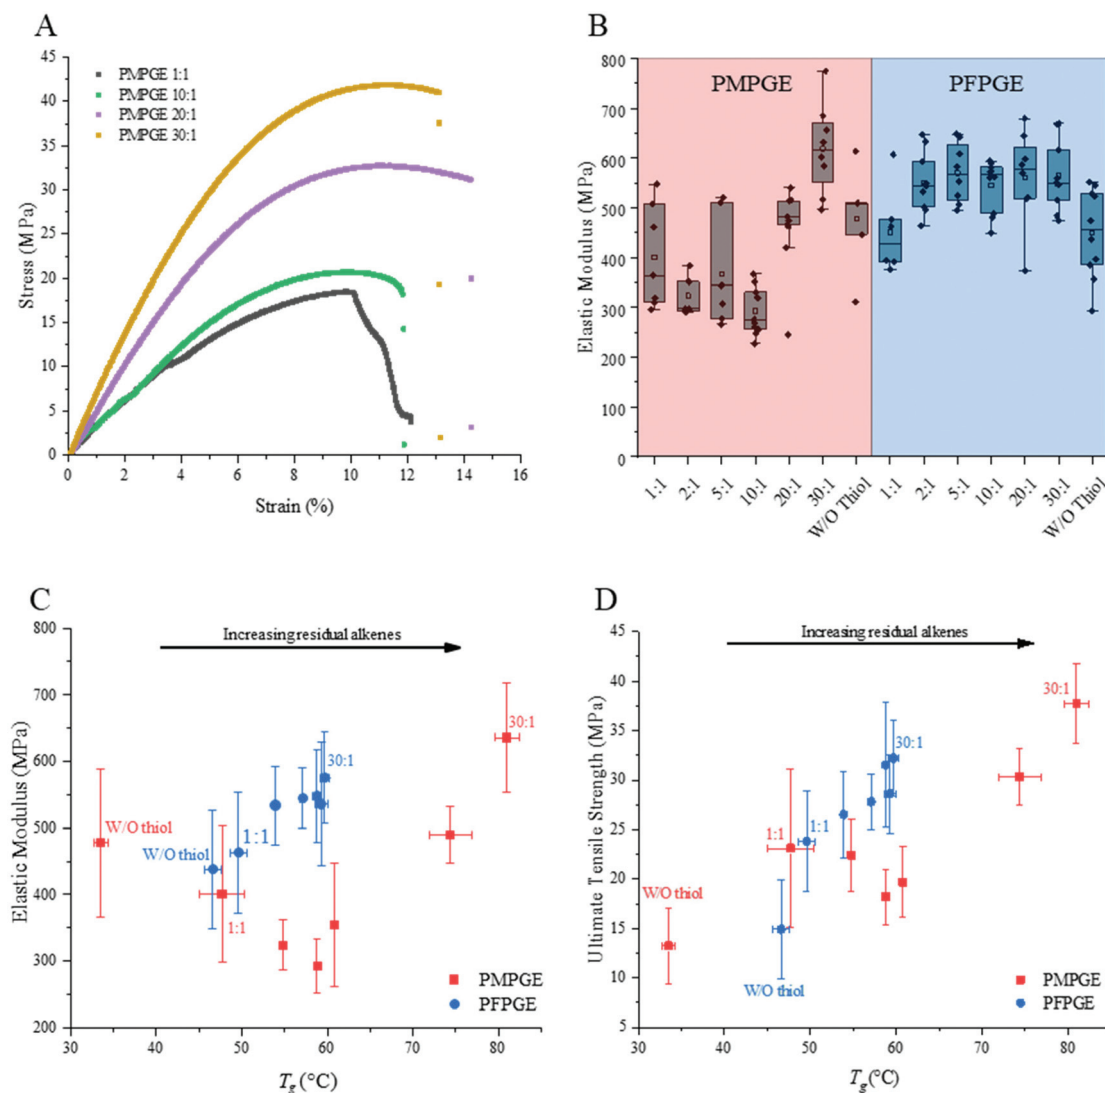 A
45
40
35
30
25
20
15
10
5
0
Stress (MPa)
PMPGE 1:1
PMPGE 10:1
PMPGE 20:1
PMPGE 30:1
0 2 4 6 8 10 12 14 16
Strain (%)
B
800
700
600
500
400
300
200
100
0
Elastic Modulus (MPa)
PMPGE PFPGE
1:1 2:1 5:1 10:1 20:1 30:1 W/O Thiol 1:1 2:1 5:1 10:1 20:1 30:1 W/O Thiol
C
800
700
600
500
400
300
200
Elastic Modulus (MPa)
Increasing residual alkenes
30:1
30:1
W/O thiol
W/O thiol
1:1
1:1
PMPGE
PFPGE
30 40 50 60 70 80
Tg (°C)
D
45
40
35
30
25
20
15
10
5
Ultimate Tensile Strength (MPa)
Increasing residual alkenes
30:1
30:1
1:1
1:1
W/O thiol
W/O thiol
PMPGE
PFPGE
30 40 50 60 70 80
Tg (°C)